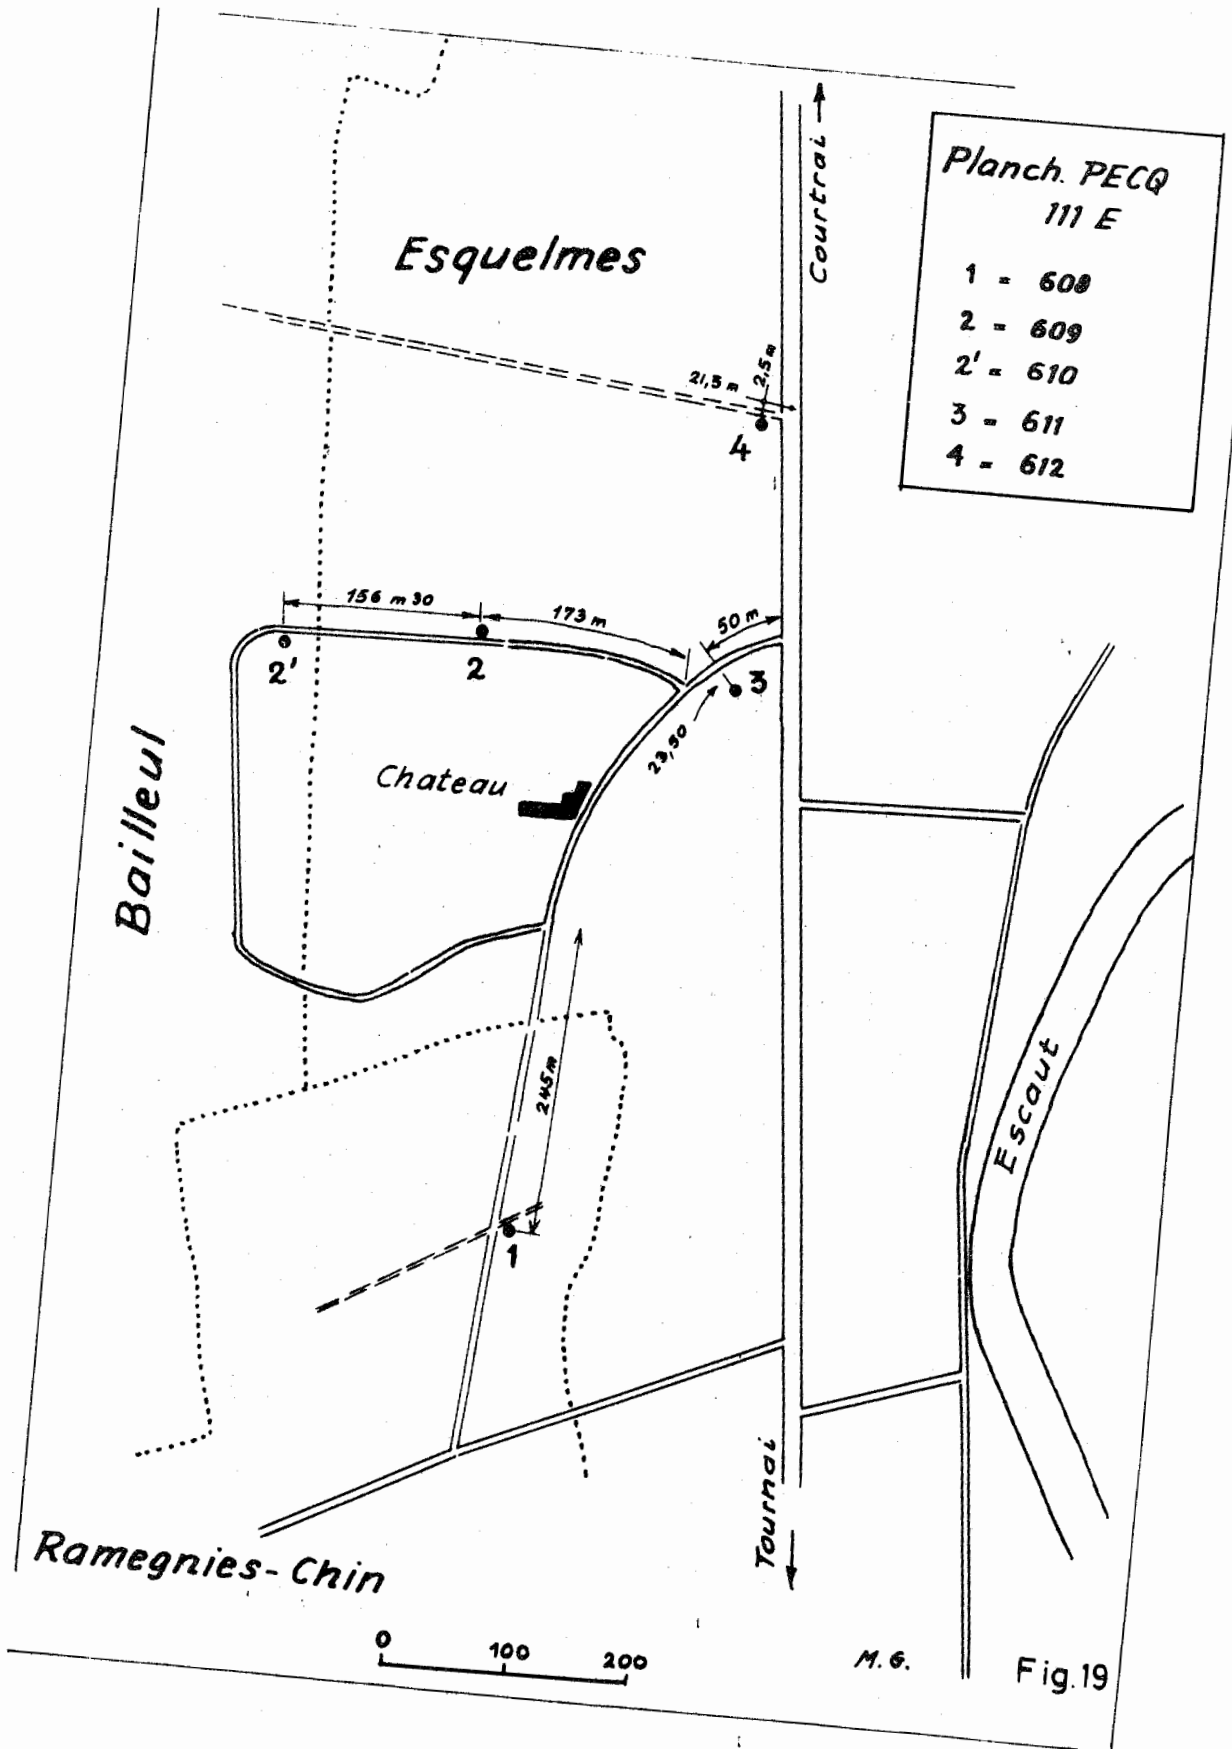 Planch. PECQ
111 E
1 = 608
2 = 609
2' = 610
3 = 611
4 = 612
Courtrai
Esquelmes
21,5 m
2,5 m
4
156 m 30
173 m
50 m
2'
2
3
23,50
Chateau
Bailleul
245 m
Escaut
1
Tournai
Ramegnies-Chin
0 100 200
M. G.
Fig.19